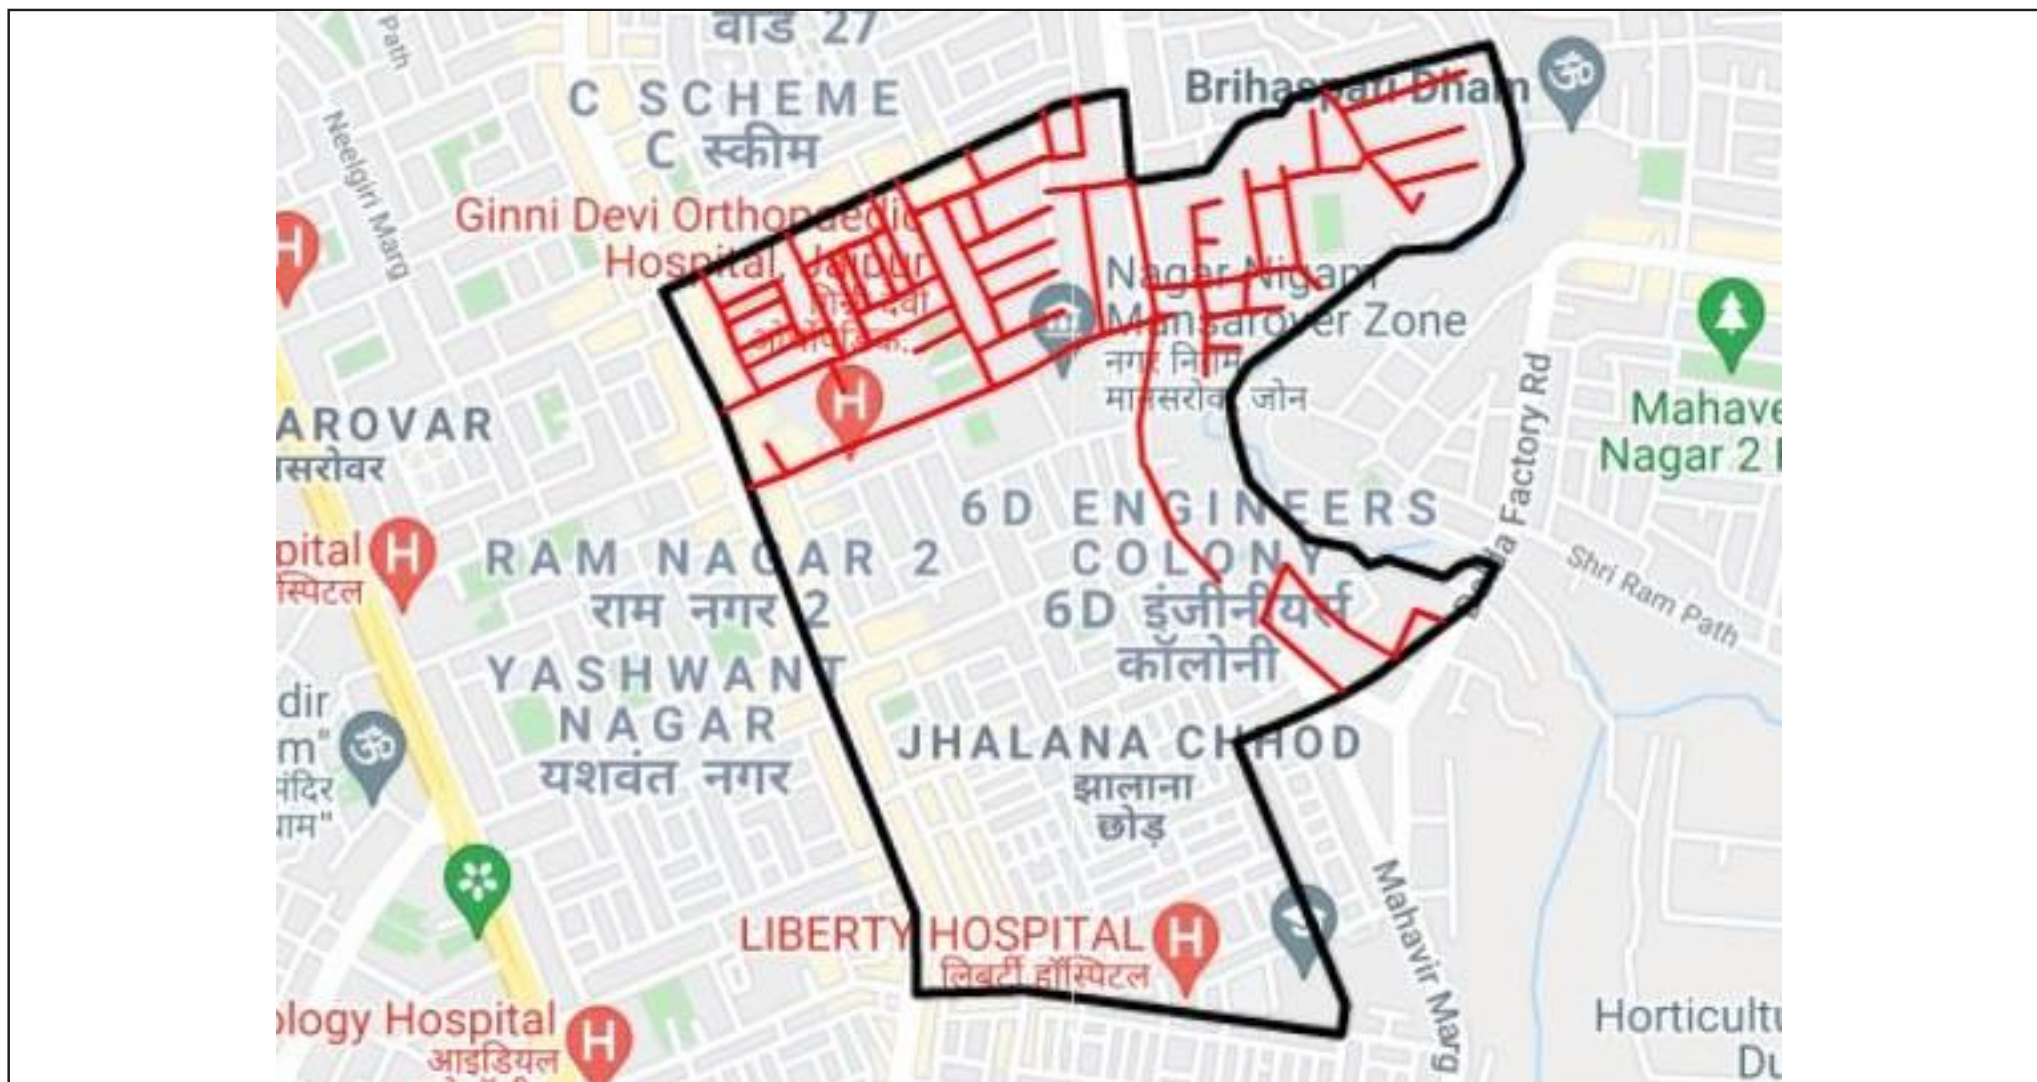 वार्ड 27
Path
C SCHEME
C स्कीम
Brihaspati Dham
Neelgiri Marg
Ginni Devi Orthopaedic
Hospital, Jaipur
गिन्नी देवी
Nagar Nigam
Mansarover Zone
नगर निगम
मानसरोवर जोन
Factory Rd
Mahave
Nagar 2
AROVAR
नसरोवर
6D ENGINEERS
COLONY
6D इंजीनीयर्स
कॉलोनी
Shri Ram Path
pital
स्पिटल
RAM NAGAR 2
राम नगर 2
YASHWANT
NAGAR
यशवंत नगर
dir
m"
मंदिर
धाम"
JHALANA CHHOD
झालाना
छोड़
Mahavir Marg
LIBERTY HOSPITAL
लिबर्टी हॉस्पिटल
ology Hospital
आइडियल
Horticultu
Du